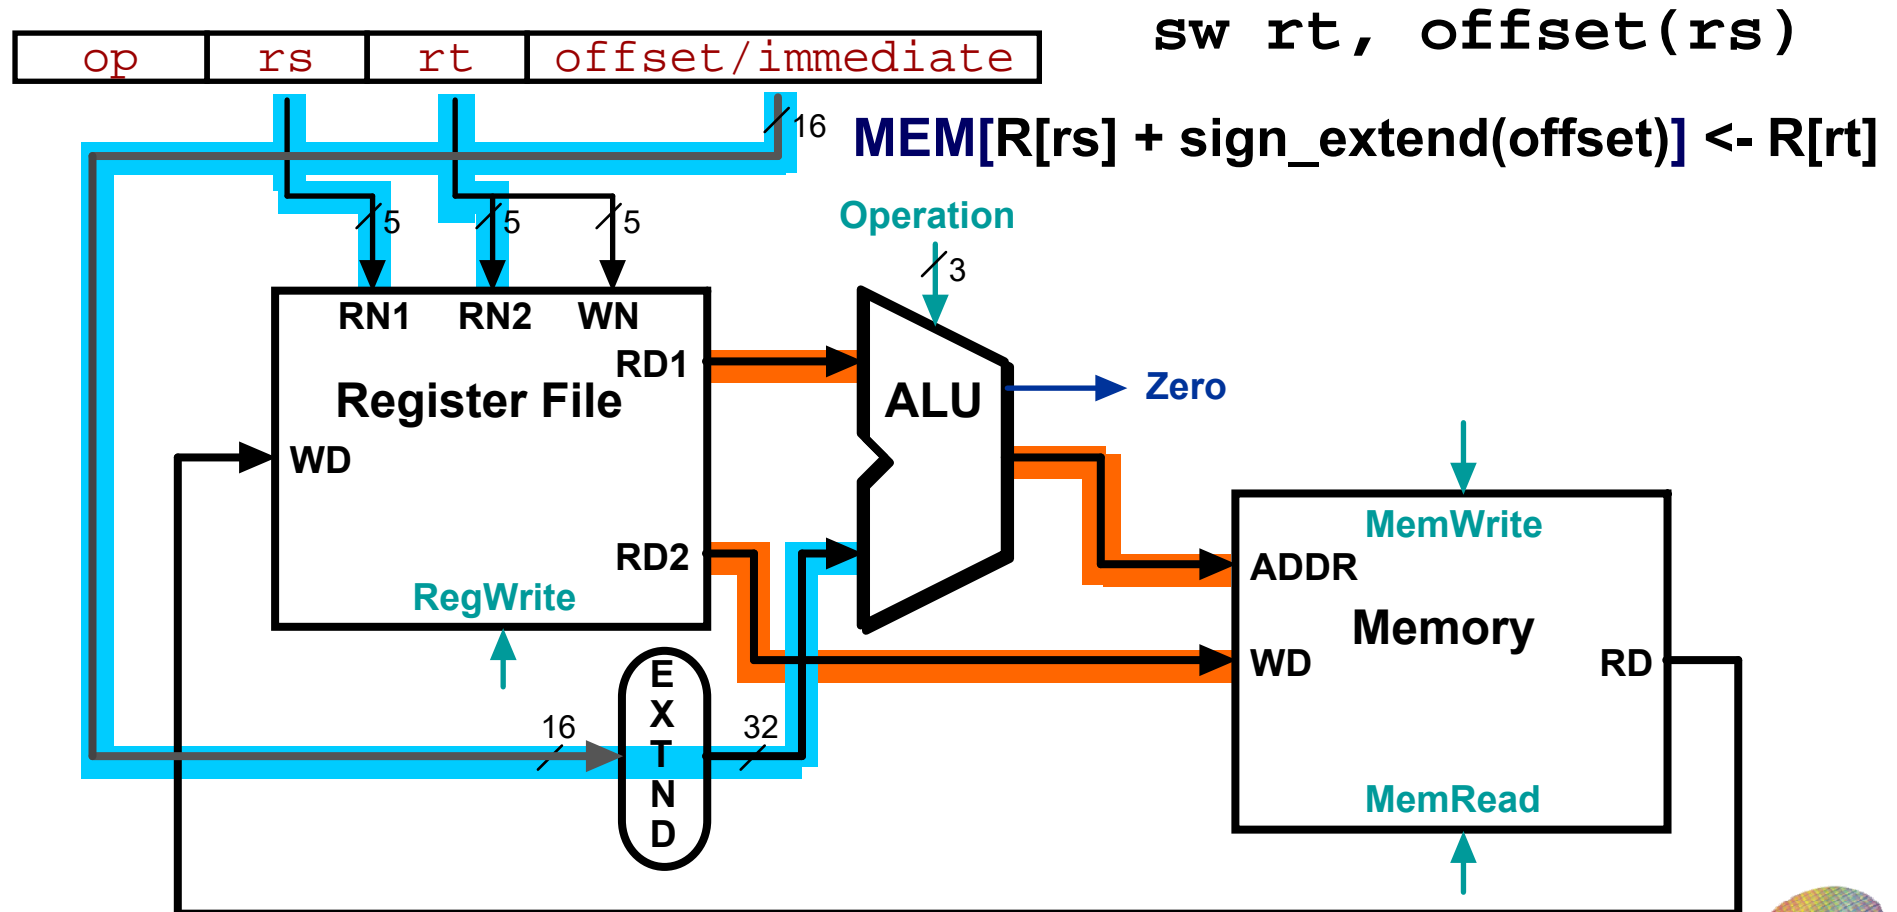 sw rt, offset(rs)
op rs rt offset/immediate
16
MEM[R[rs] + sign_extend(offset)] <- R[rt]
5 5 5
Operation
3
RN1 RN2 WN
RD1
Register File
ALU
Zero
WD
MemWrite
RD2
ADDR
RegWrite
Memory
WD
RD
16
E
X
T
N
D
32
MemRead